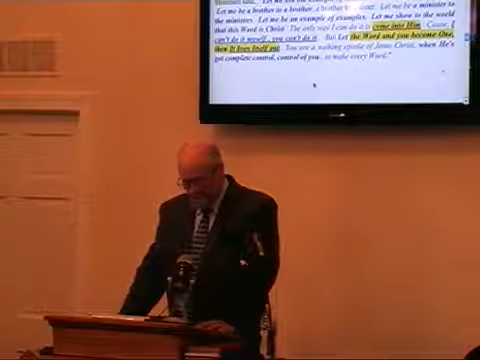 Let me be a brother to a brother, a brother to a sister. Let me be a minister to
the ministers. Let me be an example of examples. Let me show to the world
that this Word is Christ. The only way I can do it is come into Him. 'Cause, I
can't do it myself, you can't do it. But Let the Word and you become One,
then It lives Itself out. You are a walking epistle of Jesus Christ, when He's
get complete control, control of you, to make every Word."